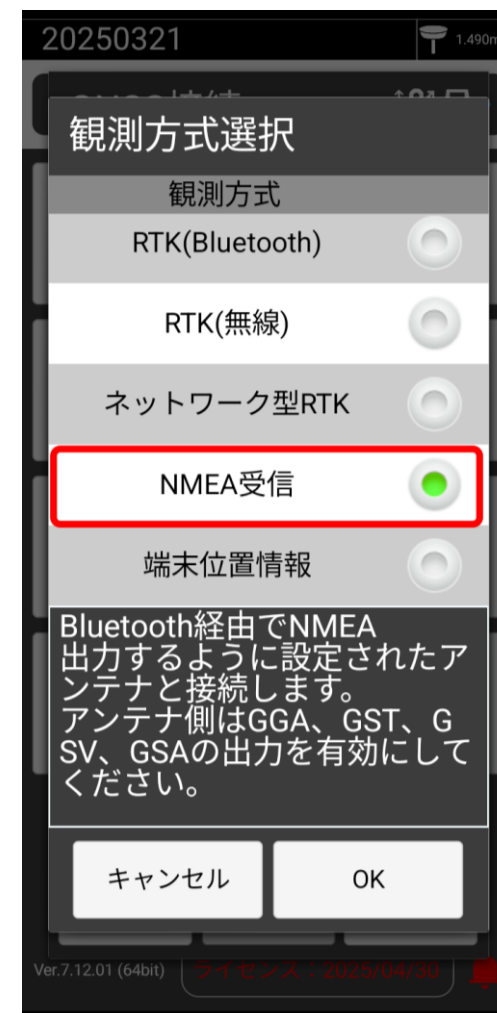 20250321
1.490m
観測方式選択
観測方式
RTK(Bluetooth)
RTK(無線)
ネットワーク型RTK
NMEA受信
端末位置情報
Bluetooth経由でNMEA
出力するように設定されたア
ンテナと接続します。
アンテナ側はGGA、GST、G
SV、GSAの出力を有効にして
ください。
キャンセル
OK
Ver.7.12.01 (64bit)
ライセンス：2025/04/30